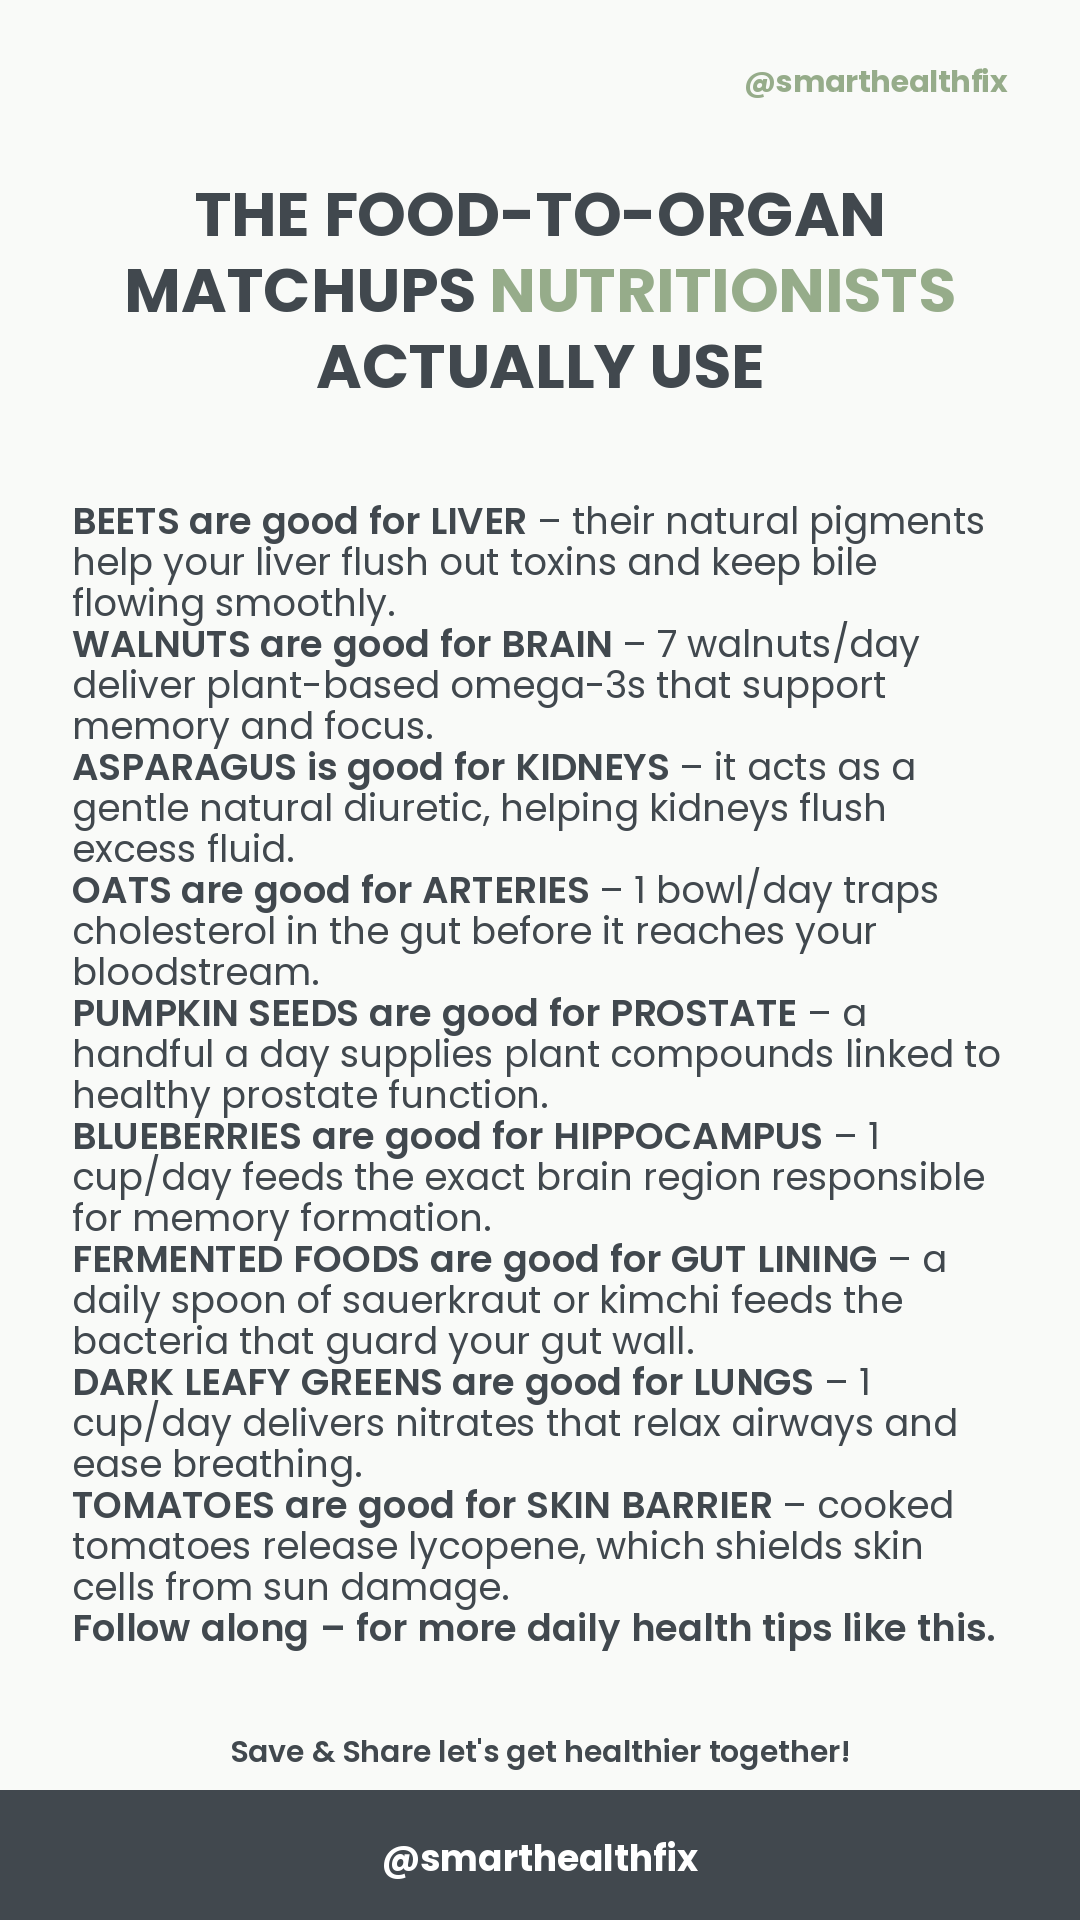 @smarthealthfix
THE FOOD-TO-ORGAN
MATCHUPS NUTRITIONISTS
ACTUALLY USE
BEETS are good for LIVER – their natural pigments
help your liver flush out toxins and keep bile
flowing smoothly.
WALNUTS are good for BRAIN – 7 walnuts/day
deliver plant-based omega-3s that support
memory and focus.
ASPARAGUS is good for KIDNEYS – it acts as a
gentle natural diuretic, helping kidneys flush
excess fluid.
OATS are good for ARTERIES – 1 bowl/day traps
cholesterol in the gut before it reaches your
bloodstream.
PUMPKIN SEEDS are good for PROSTATE – a
handful a day supplies plant compounds linked to
healthy prostate function.
BLUEBERRIES are good for HIPPOCAMPUS – 1
cup/day feeds the exact brain region responsible
for memory formation.
FERMENTED FOODS are good for GUT LINING – a
daily spoon of sauerkraut or kimchi feeds the
bacteria that guard your gut wall.
DARK LEAFY GREENS are good for LUNGS – 1
cup/day delivers nitrates that relax airways and
ease breathing.
TOMATOES are good for SKIN BARRIER – cooked
tomatoes release lycopene, which shields skin
cells from sun damage.
Follow along – for more daily health tips like this.
Save & Share let's get healthier together!
@smarthealthfix